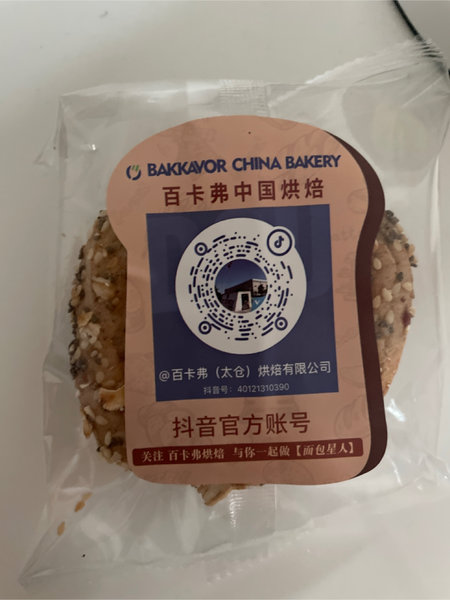 BAKKAVOR CHINA BAKERY
百卡弗中国烘焙
@百卡弗（太仓）烘焙有限公司
抖音号：40121310390
抖音官方账号
关注 百卡弗烘焙 与你一起做【面包星人】